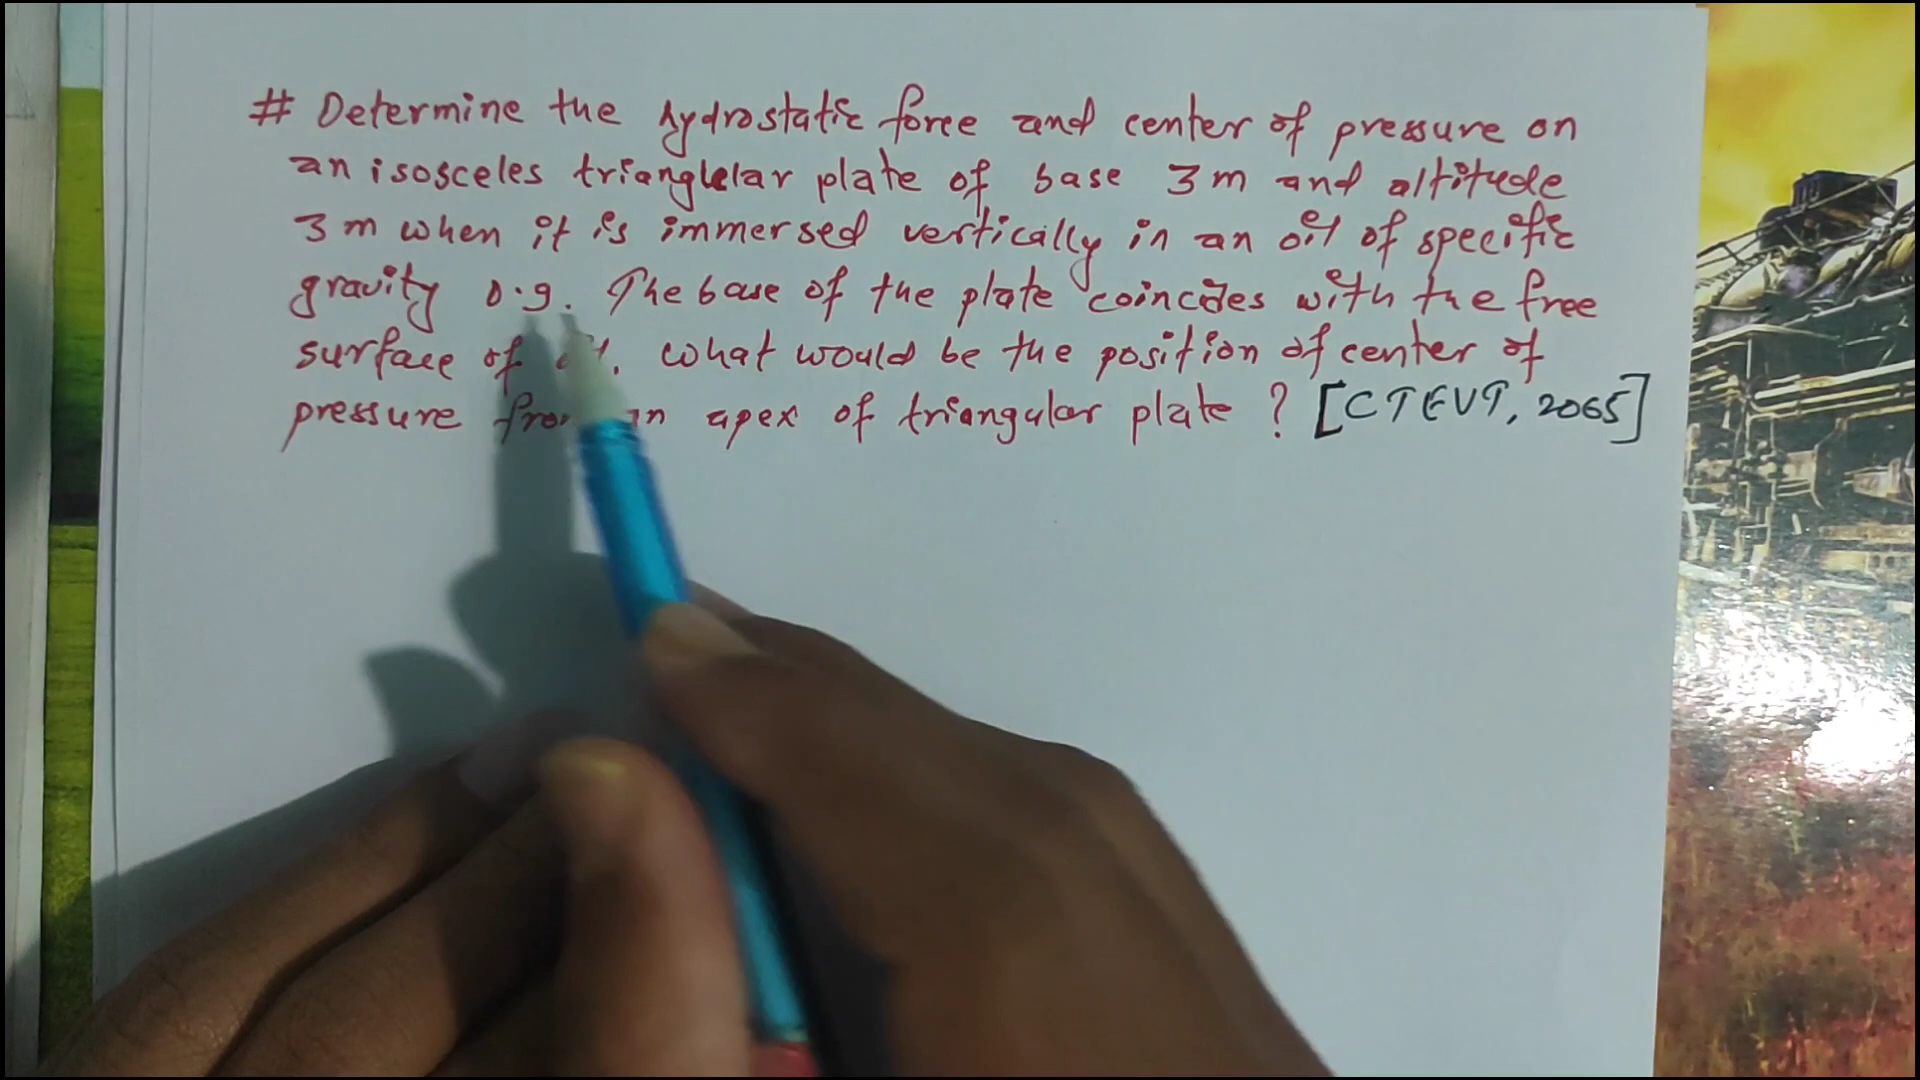 # Determine the hydrostatic force and center of pressure on
an isosceles trianglular plate of base 3m and altitude
3m when it is immersed vertically in an oil of specific
gravity 0.9. The base of the plate coincides with the free
surface of . What would be the position of center of
pressure an apex of triangular plate ? [CTEVT, 2065]